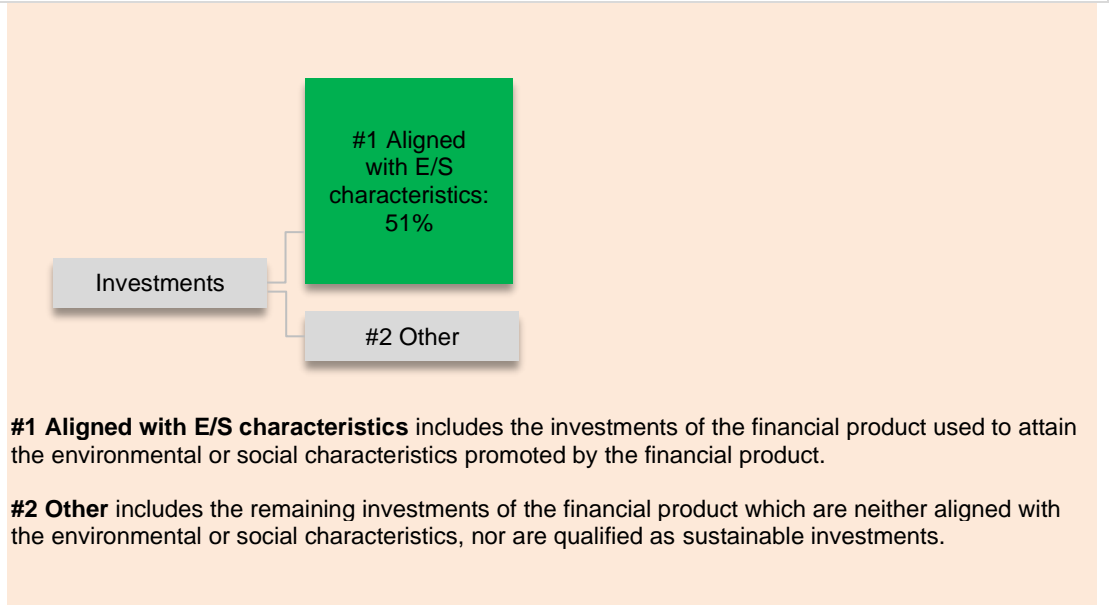 #1 Aligned
with E/S
characteristics:
51%
Investments
#2 Other
#1 Aligned with E/S characteristics includes the investments of the financial product used to attain
the environmental or social characteristics promoted by the financial product.
#2 Other includes the remaining investments of the financial product which are neither aligned with
the environmental or social characteristics, nor are qualified as sustainable investments.